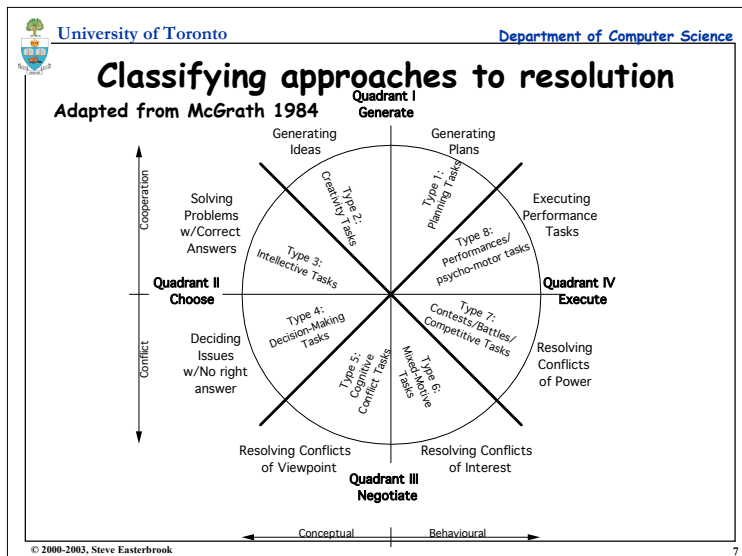 University of Toronto
Department of Computer Science
Classifying approaches to resolution
Adapted from McGrath 1984
Quadrant I
Generate
Generating
Ideas
Generating
Plans
Cooperation
Conflict
Solving
Problems
w/Correct
Answers
Executing
Performance
Tasks
Type 2:
Creativity Tasks
Type 1:
Planning Tasks
Type 3:
Intellective Tasks
Type 8:
Performances/
psycho-motor tasks
Quadrant II
Choose
Quadrant IV
Execute
Type 4:
Decision-Making
Tasks
Type 7:
Contests/Battles/
Competitive Tasks
Type 5:
Cognitive
Conflict Tasks
Type 6:
Mixed-Motive
Tasks
Deciding
Issues
w/No right
answer
Resolving
Conflicts
of Power
Resolving Conflicts
of Viewpoint
Resolving Conflicts
of Interest
Quadrant III
Negotiate
Conceptual
Behavioural
© 2000-2003, Steve Easterbrook
7